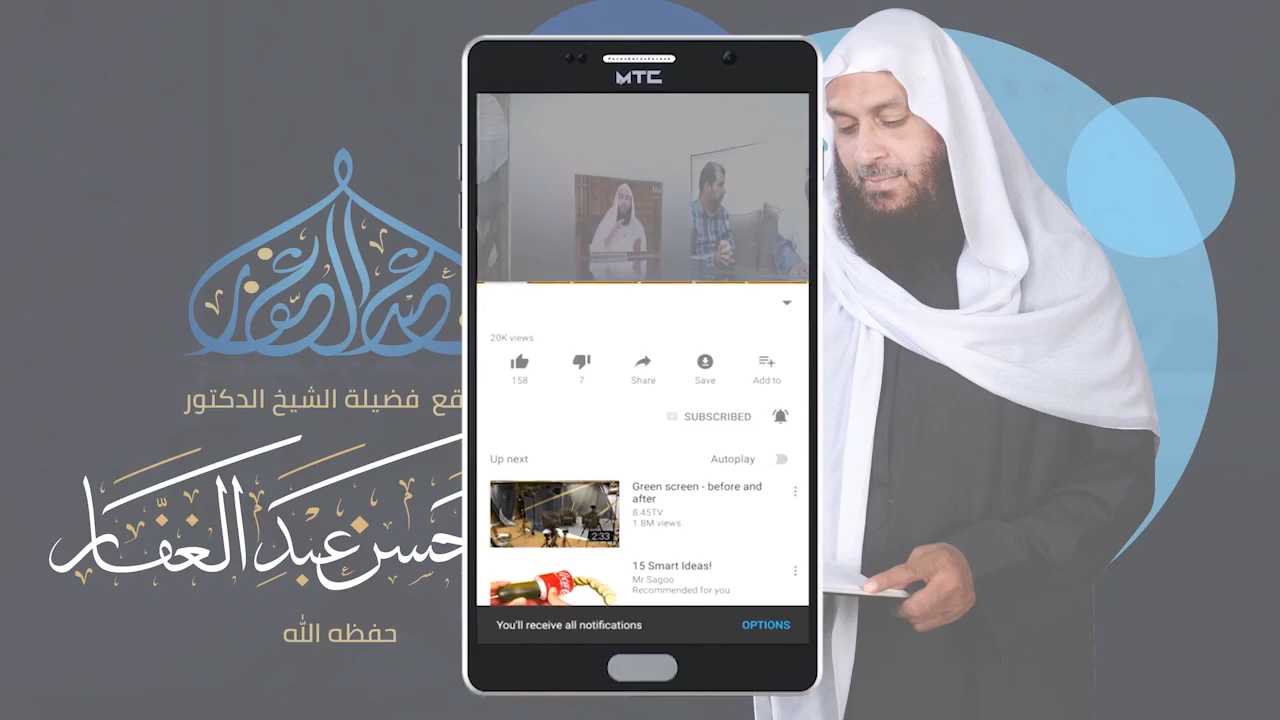 MTC
20K views
158
7
Share
Save
Add to
SUBSCRIBED
Up next
Autoplay
Green screen - before and
after
8:45TV
1.8M views
2:33
15 Smart Ideas!
Mr Sagoo
Recommended for you
You'll receive all notifications
OPTIONS
قع فضيلة الشيخ الدكتور
حسن عبد الغفار
حفظه الله